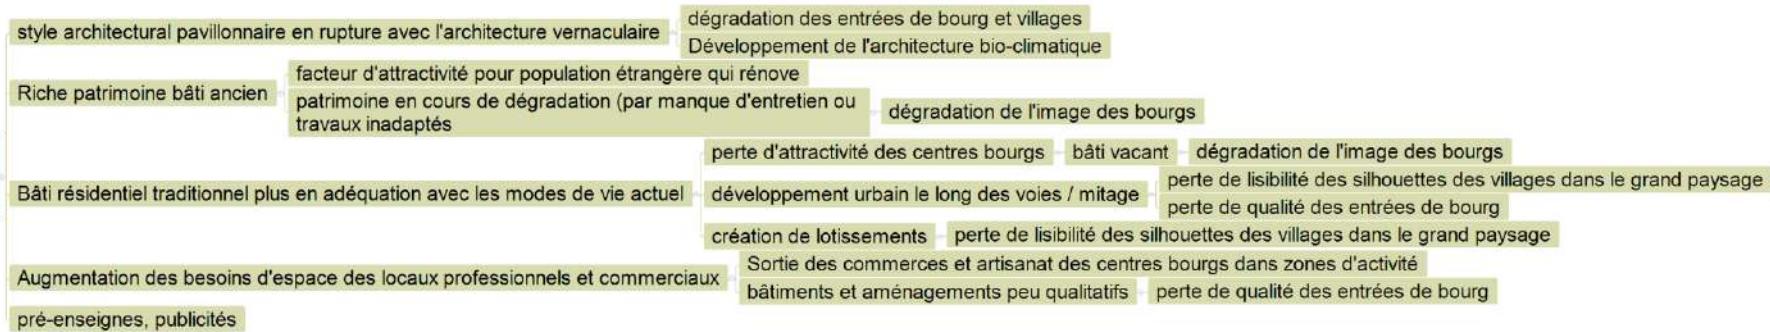 style architectural pavillonnaire en rupture avec l'architecture vernaculaire
dégradation des entrées de bourg et villages
Développement de l'architecture bio-climatique
Riche patrimoine bâti ancien
facteur d'attractivité pour population étrangère qui rénove
patrimoine en cours de dégradation (par manque d'entretien ou
travaux inadaptés
dégradation de l'image des bourgs
Bâti résidentiel traditionnel plus en adéquation avec les modes de vie actuel
perte d'attractivité des centres bourgs
bâti vacant
dégradation de l'image des bourgs
développement urbain le long des voies / mitage
perte de lisibilité des silhouettes des villages dans le grand paysage
perte de qualité des entrées de bourg
création de lotissements
perte de lisibilité des silhouettes des villages dans le grand paysage
Augmentation des besoins d'espace des locaux professionnels et commerciaux
Sortie des commerces et artisanat des centres bourgs dans zones d'activité
bâtiments et aménagements peu qualitatifs
perte de qualité des entrées de bourg
pré-enseignes, publicités